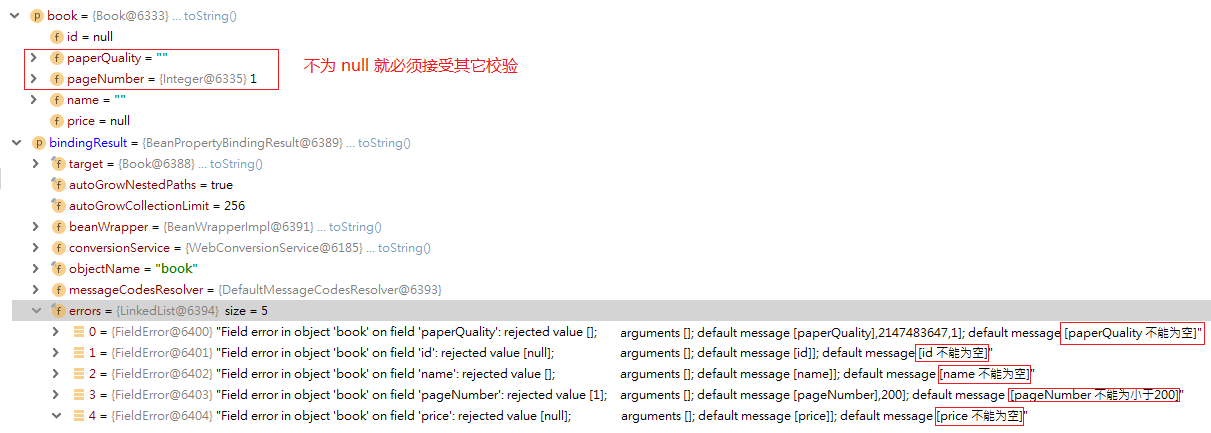 book = {Book@6333} ... toString()
id = null
paperQuality = ""
pageNumber = {Integer@6335} 1
不为 null 就必须接受其它校验
name = ""
price = null
bindingResult = {BeanPropertyBindingResult@6389} ... toString()
target = {Book@6388} ... toString()
autoGrowNestedPaths = true
autoGrowCollectionLimit = 256
beanWrapper = {BeanWrapperImpl@6391} ... toString()
conversionService = {WebConversionService@6185} ... toString()
objectName = "book"
messageCodesResolver = {DefaultMessageCodesResolver@6393}
errors = {LinkedList@6394} size = 5
0 = {FieldError@6400} "Field error in object 'book' on field 'paperQuality': rejected value []; arguments []; default message [paperQuality],2147483647,1]; default message [paperQuality 不能为空]"
1 = {FieldError@6401} "Field error in object 'book' on field 'id': rejected value [null]; arguments []; default message [id]]; default message [id 不能为空]"
2 = {FieldError@6402} "Field error in object 'book' on field 'name': rejected value []; arguments []; default message [name]]; default message [name 不能为空]"
3 = {FieldError@6403} "Field error in object 'book' on field 'pageNumber': rejected value [1]; arguments []; default message [pageNumber],200]; default message [pageNumber 不能为小于200]"
4 = {FieldError@6404} "Field error in object 'book' on field 'price': rejected value [null]; arguments []; default message [price]]; default message [price 不能为空]"